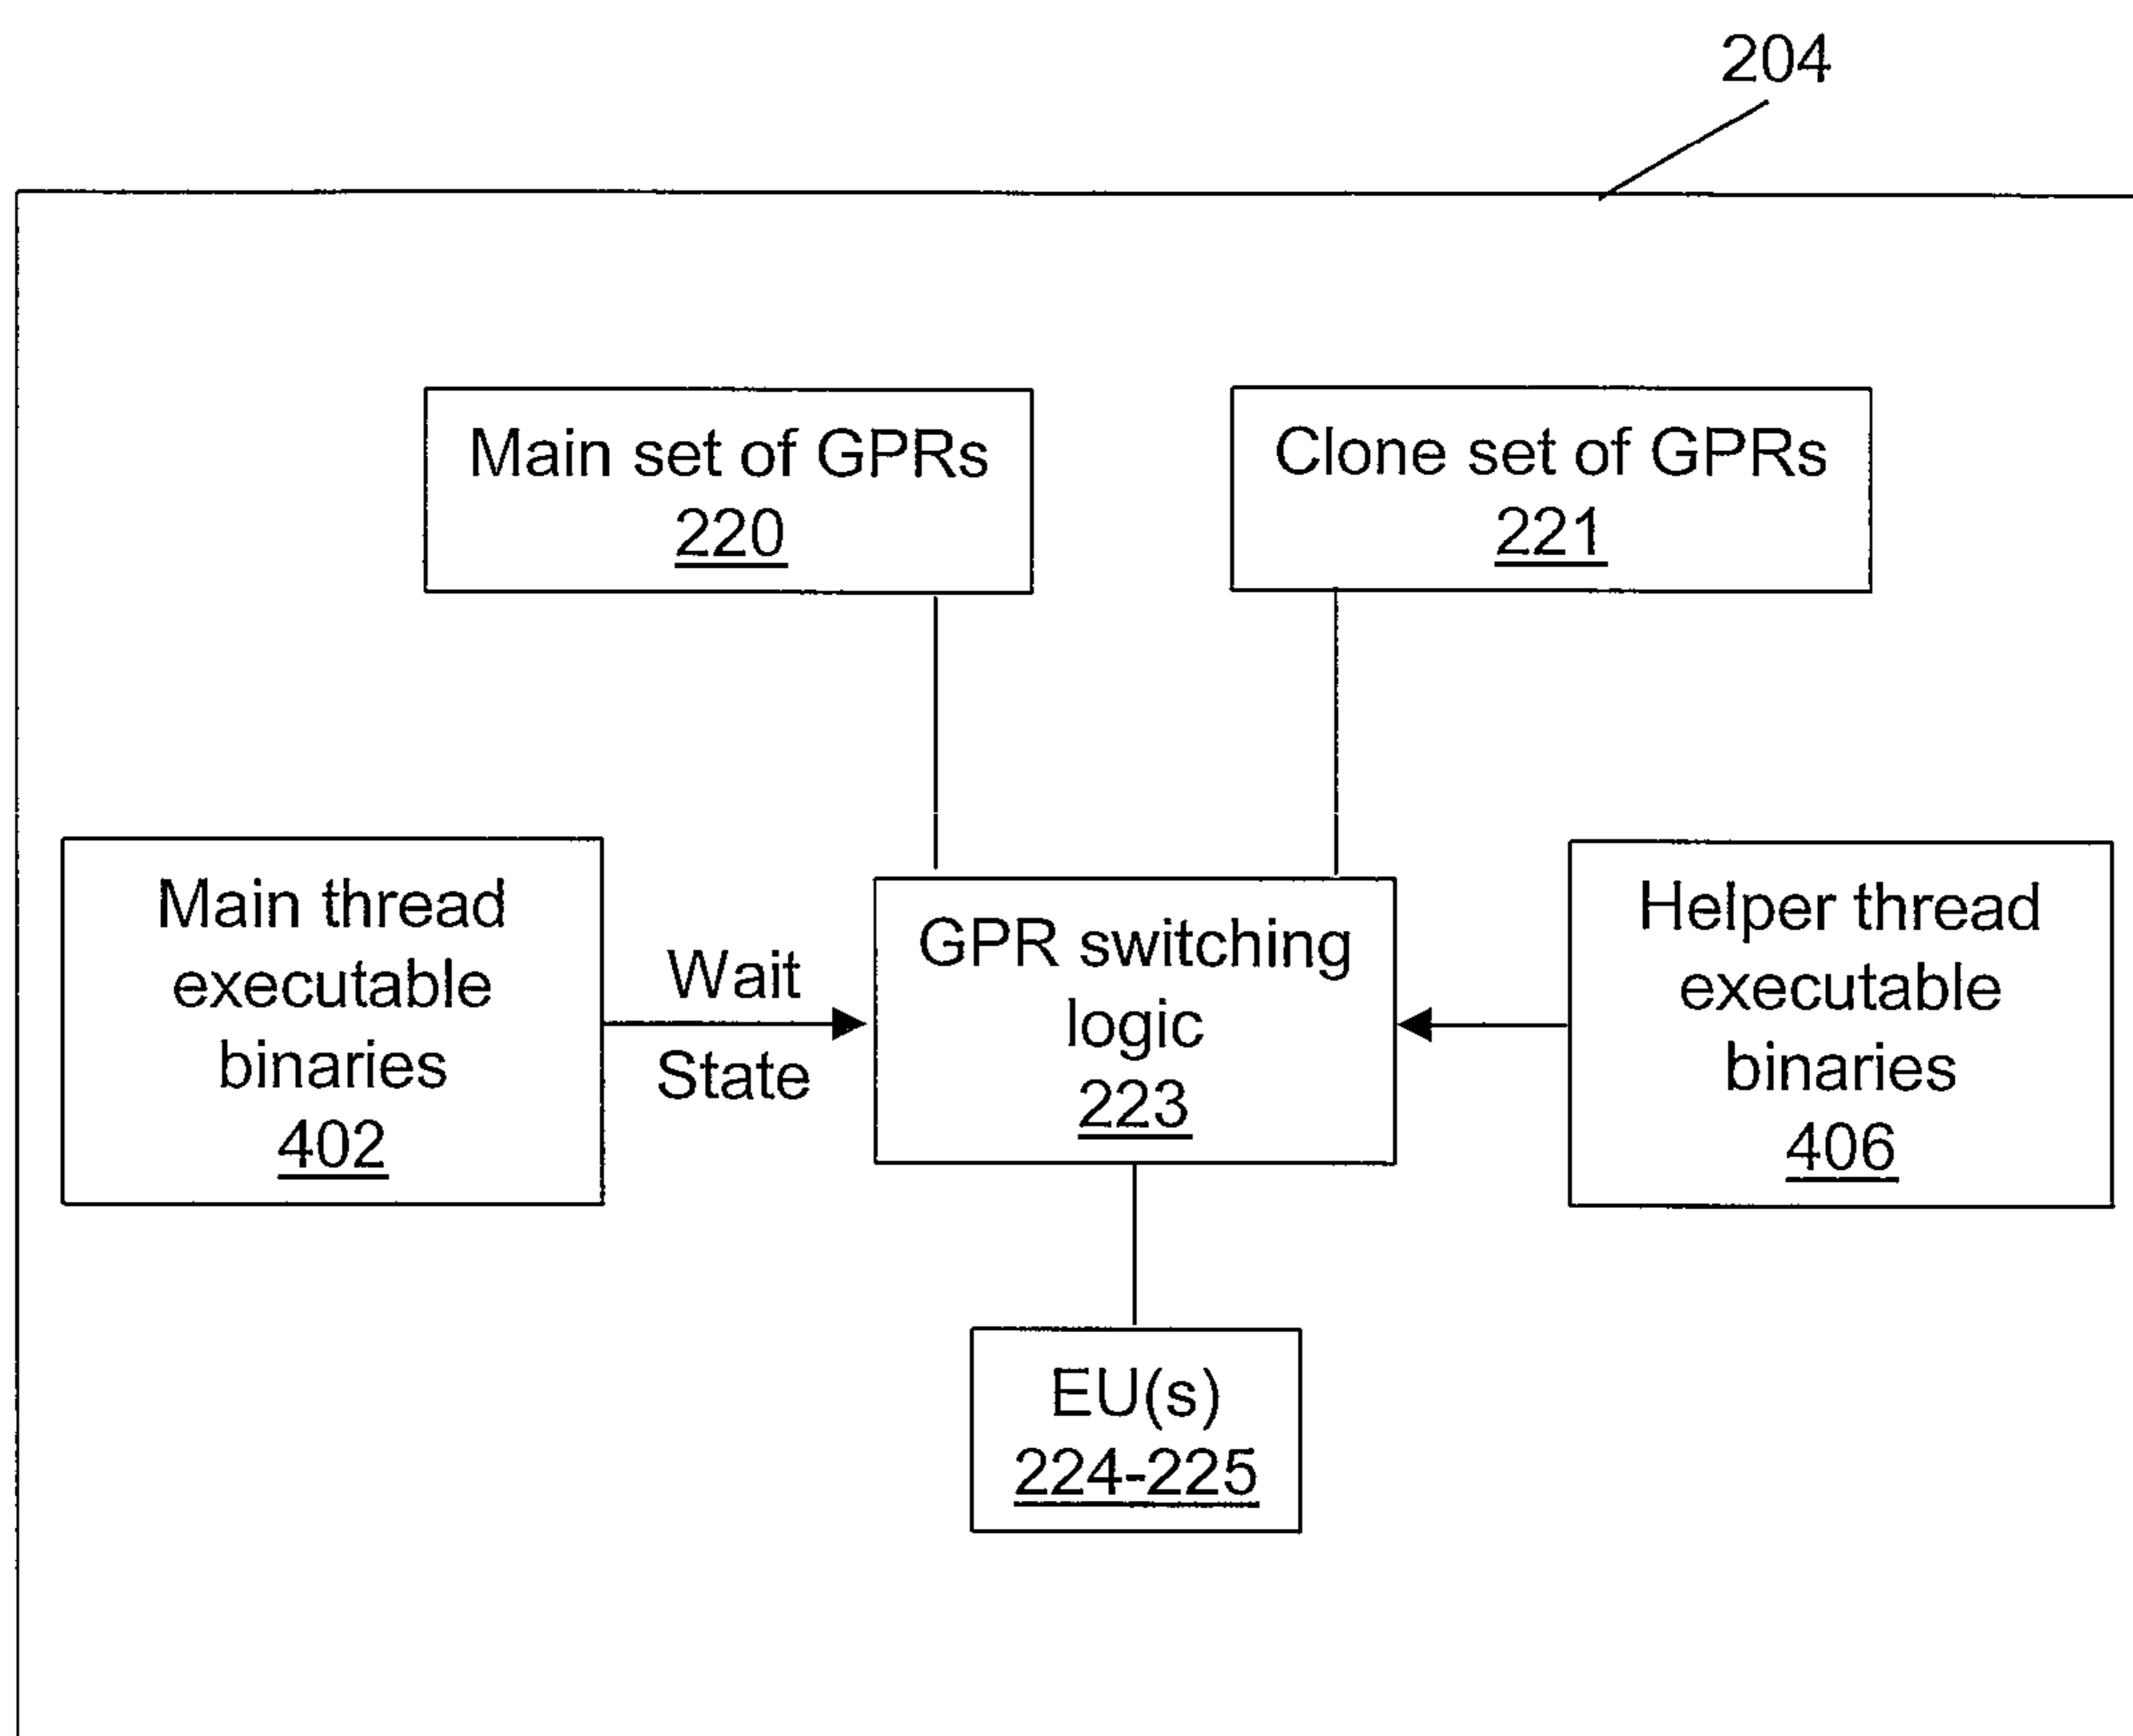 204
Main set of GPRs
220
Clone set of GPRs
221
Main thread
executable
binaries
402
Wait
State
GPR switching
logic
223
Helper thread
executable
binaries
406
EU(s)
224-225